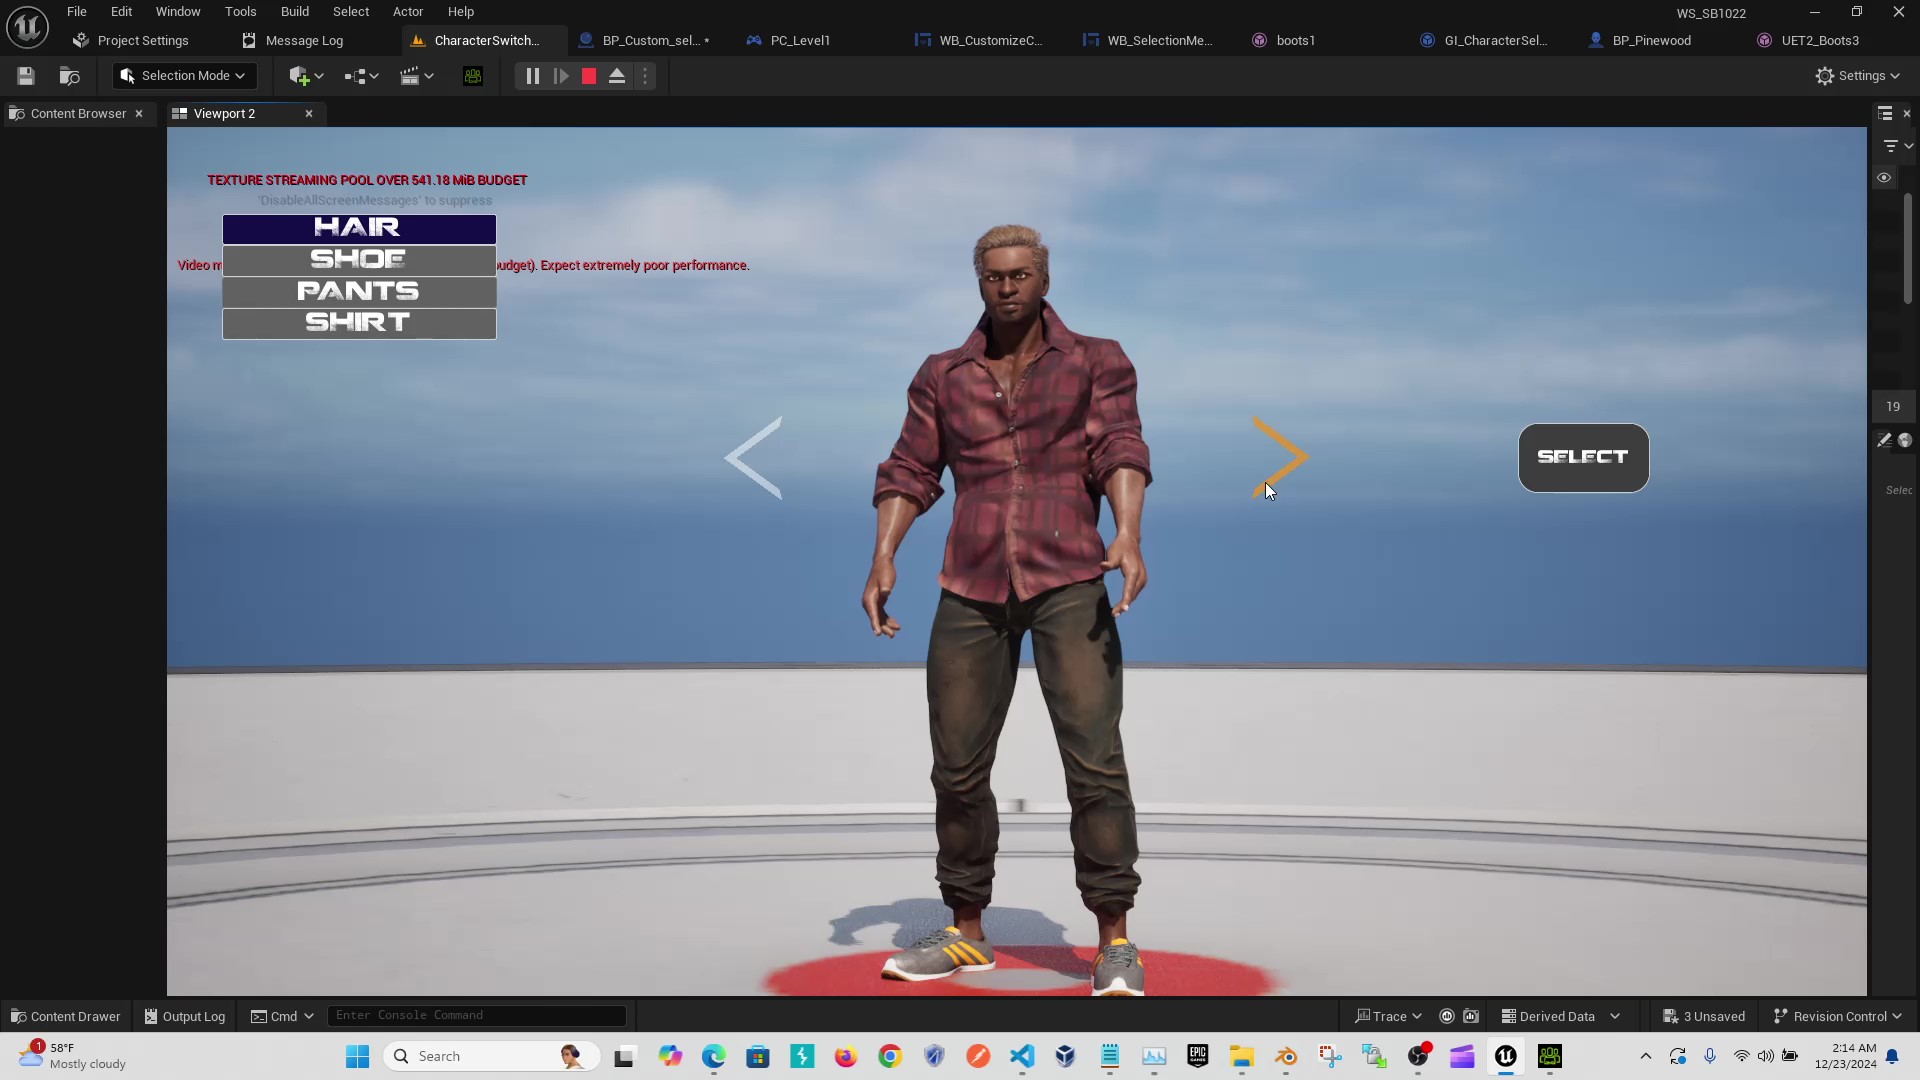 File Edit Window Tools Build Select Actor Help
WS_SB1022
Project Settings
Message Log
CharacterSwitch...
BP_Custom_sel... •
PC_Level1
WB_CustomizeC...
WB_SelectionMe...
boots1
GI_CharacterSel...
BP_Pinewood
UET2_Boots3
Selection Mode
Settings
Content Browser
Viewport 2
TEXTURE STREAMING POOL OVER 541.18 MiB BUDGET
'DisableAllScreenMessages' to suppress
HAIR
SHOE
Video m
udget). Expect extremely poor performance.
PANTS
SHIRT
19
SELECT
Selec
Content Drawer
Output Log
Cmd
Enter Console Command
Trace
Derived Data
3 Unsaved
Revision Control
1
58°F
Mostly cloudy
Search
EPIC GAMES
2:14 AM
12/23/2024